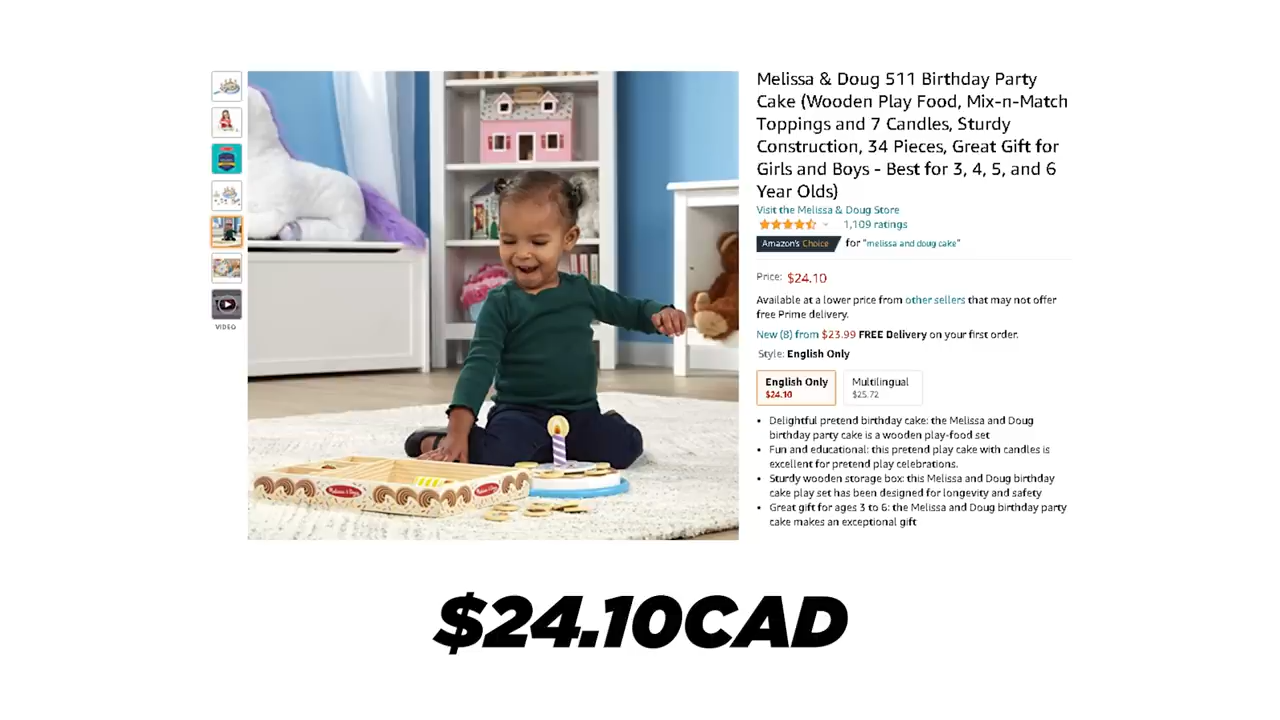 Melissa & Doug 511 Birthday Party
Cake (Wooden Play Food, Mix-n-Match
Toppings and 7 Candles, Sturdy
Construction, 34 Pieces, Great Gift for
Girls and Boys - Best for 3, 4, 5, and 6
Year Olds)
Visit the Melissa & Doug Store
1,109 ratings
Amazon's Choice for "melissa and doug cake"
Price: $24.10
Available at a lower price from other sellers that may not offer
free Prime delivery.
New (8) from $23.99 FREE Delivery on your first order.
Style: English Only
English Only Multilingual
$24.10 $25.72
• Delightful pretend birthday cake: the Melissa and Doug
birthday party cake is a wooden play-food set
• Fun and educational: this pretend play cake with candles is
excellent for pretend play celebrations.
• Sturdy wooden storage box: this Melissa and Doug birthday
cake play set has been designed for longevity and safety
• Great gift for ages 3 to 6: the Melissa and Doug birthday party
cake makes an exceptional gift
VIDEO
Melissa & Doug
Melissa & Doug
$24.10CAD